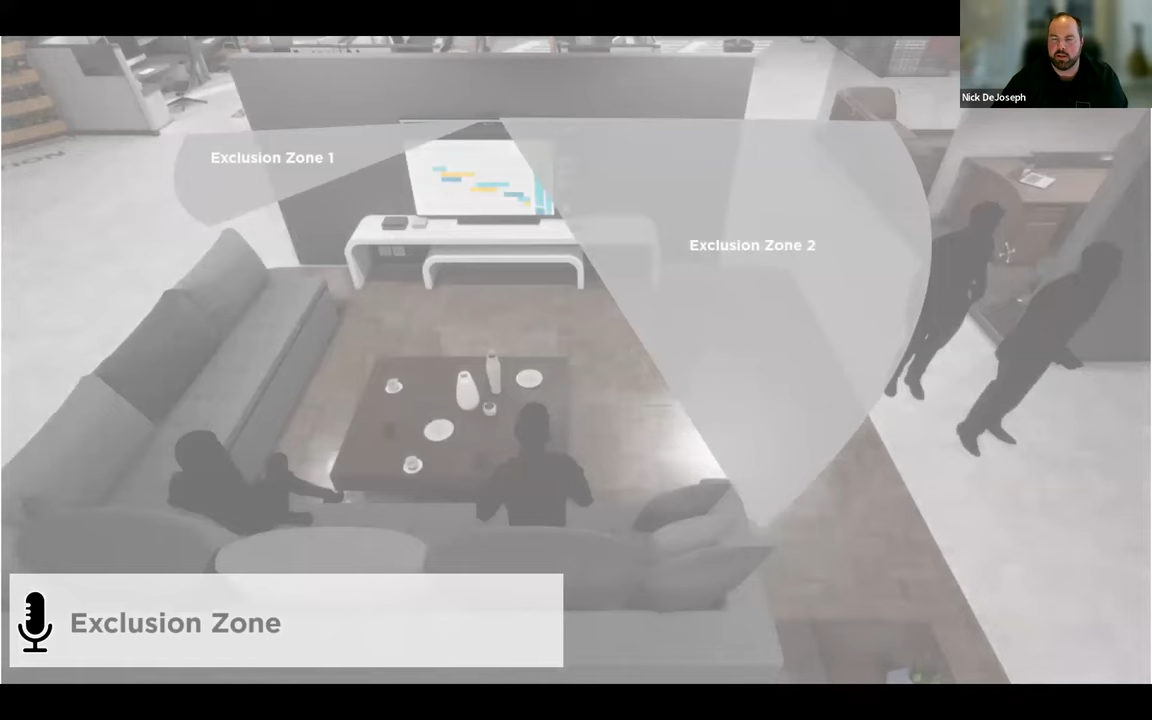 Nick DeJoseph
Exclusion Zone 1
Exclusion Zone 2
Exclusion Zone